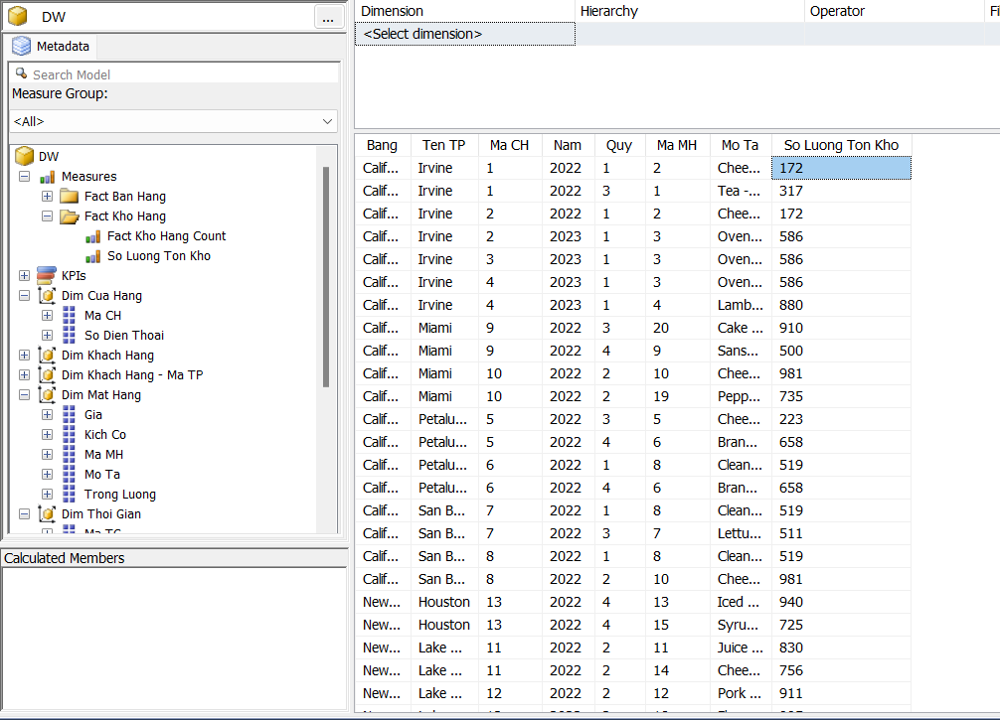 DW
...
Metadata
Search Model
Measure Group:
<All>
DW
Measures
Fact Ban Hang
Fact Kho Hang
Fact Kho Hang Count
So Luong Ton Kho
KPIs
Dim Cua Hang
Ma CH
So Dien Thoai
Dim Khach Hang
Dim Khach Hang - Ma TP
Dim Mat Hang
Gia
Kich Co
Ma MH
Mo Ta
Trong Luong
Dim Thoi Gian
Ma TG
Calculated Members
Dimension Hierarchy Operator Fi
<Select dimension>
Bang Ten TP Ma CH Nam Quy Ma MH Mo Ta So Luong Ton Kho
Calif... Irvine 1 2022 1 2 Chee... 172
Calif... Irvine 1 2022 3 1 Tea -... 317
Calif... Irvine 2 2022 1 2 Chee... 172
Calif... Irvine 2 2023 1 3 Oven... 586
Calif... Irvine 3 2023 1 3 Oven... 586
Calif... Irvine 4 2023 1 3 Oven... 586
Calif... Irvine 4 2023 1 4 Lamb... 880
Calif... Miami 9 2022 3 20 Cake ... 910
Calif... Miami 9 2022 4 9 Sans... 500
Calif... Miami 10 2022 2 10 Chee... 981
Calif... Miami 10 2022 2 19 Pepp... 735
Calif... Petalu... 5 2022 3 5 Chee... 223
Calif... Petalu... 5 2022 4 6 Bran... 658
Calif... Petalu... 6 2022 1 8 Clean... 519
Calif... Petalu... 6 2022 4 6 Bran... 658
Calif... San B... 7 2022 1 8 Clean... 519
Calif... San B... 7 2022 3 7 Lettu... 511
Calif... San B... 8 2022 1 8 Clean... 519
Calif... San B... 8 2022 2 10 Chee... 981
New... Houston 13 2022 4 13 Iced ... 940
New... Houston 13 2022 4 15 Syru... 725
New... Lake ... 11 2022 2 11 Juice ... 830
New... Lake ... 11 2022 2 14 Chee... 756
New... Lake ... 12 2022 2 12 Pork ... 911